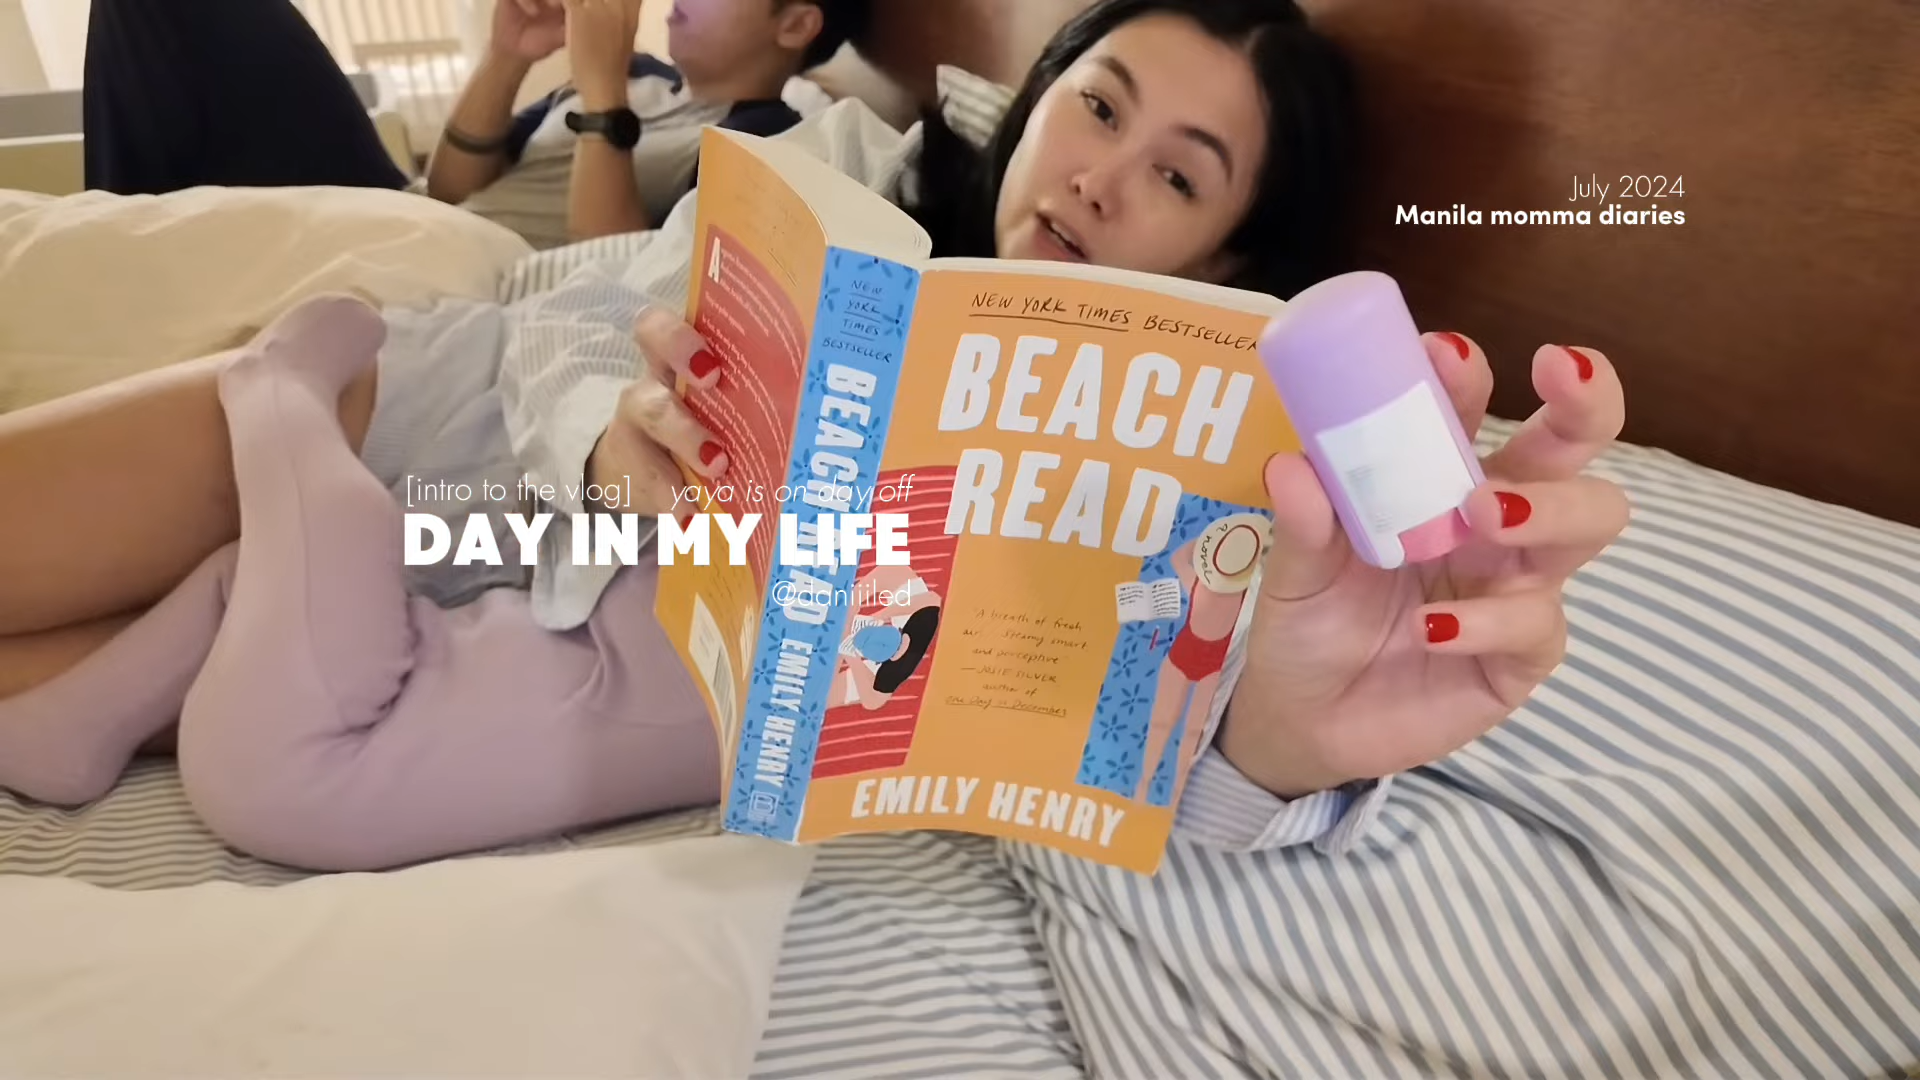 July 2024
Manila momma diaries
[intro to the vlog] yaya is on day off
DAY IN MY LIFE
@daniiiled
NEW
YORK
TIMES
BESTSELLER
BEACH READ EMILY HENRY
NEW YORK TIMES BESTSELLER
BEACH
READ
a novel
"A breath of fresh
air... steamy, smart,
and perceptive"
—JOSIE SILVER
author of
One Day in December
EMILY HENRY
A